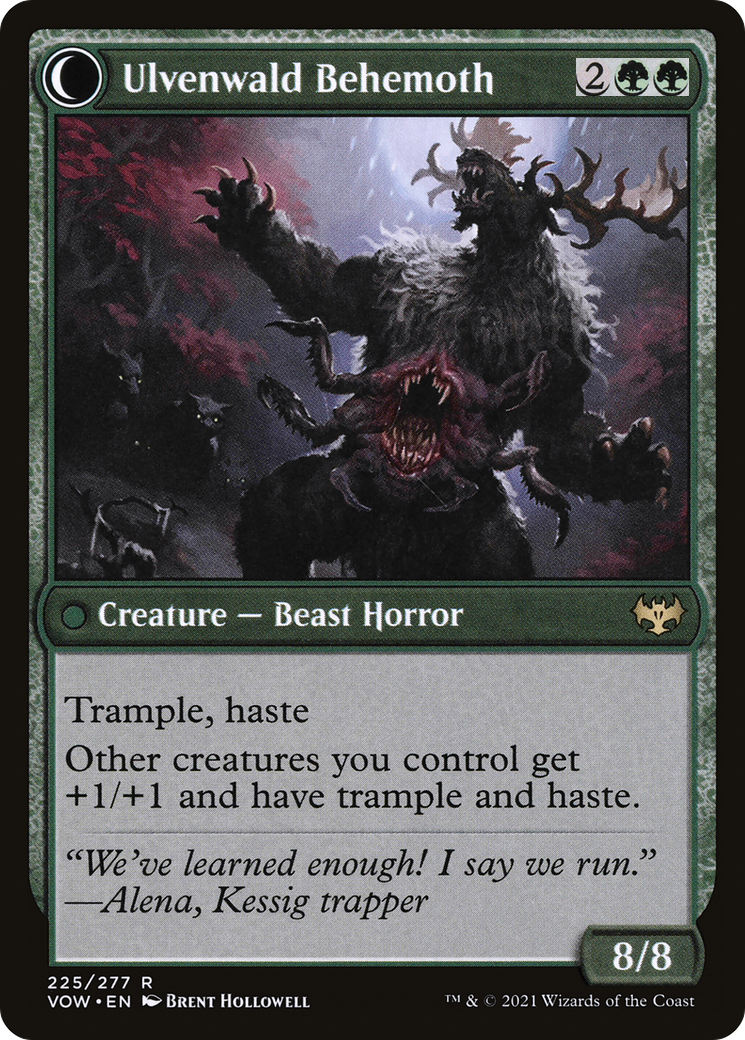 Ulvenwald Behemoth 2
Creature — Beast Horror
Trample, haste
Other creatures you control get
+1/+1 and have trample and haste.
“We’ve learned enough! I say we run.”
—Alena, Kessig trapper
8/8
225/277 R
VOW • EN Brent Hollowell
™ & © 2021 Wizards of the Coast